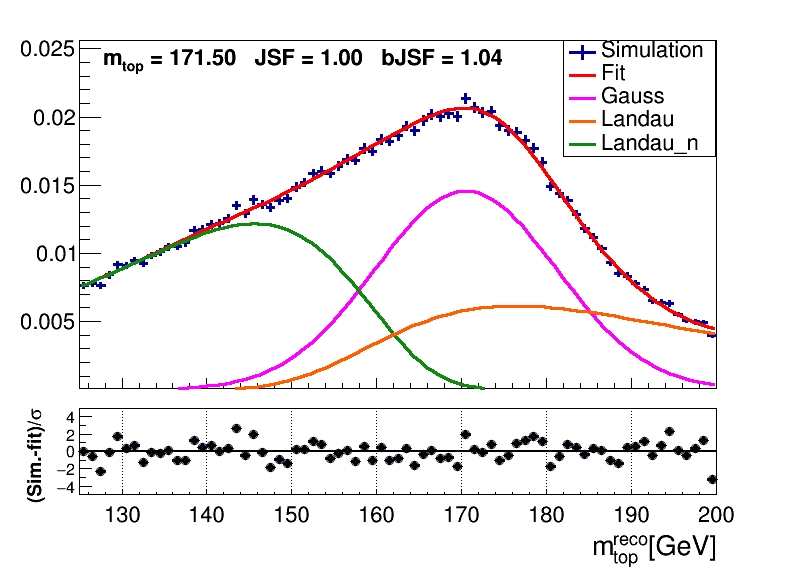 m_top = 171.50 JSF = 1.00 bJSF = 1.04
Simulation
Fit
Gauss
Landau
Landau_n
0.025
0.02
0.015
0.01
0.005
(Sim.-fit)/σ
4
2
0
−2
−4
130 140 150 160 170 180 190 200
m_top^reco[GeV]